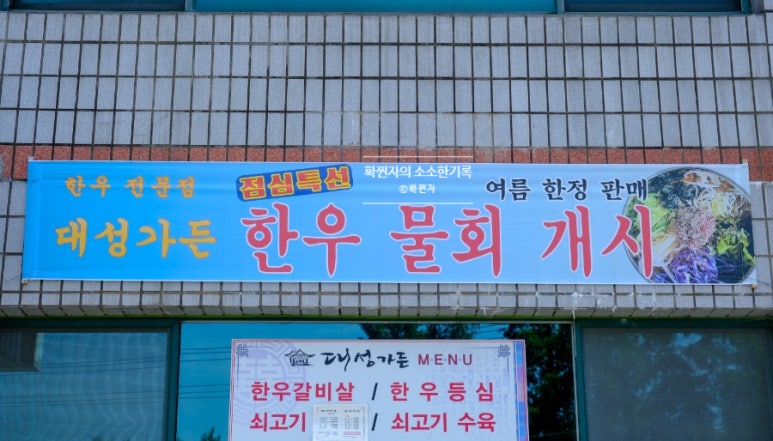 한우 전문점
대성가든
점심특선
확찐자의 소소한기록
©확찐자
여름 한정 판매
한우 물회 개시
대성가든 MENU
한우갈비살 / 한우등심
쇠고기 / 쇠고기 수육